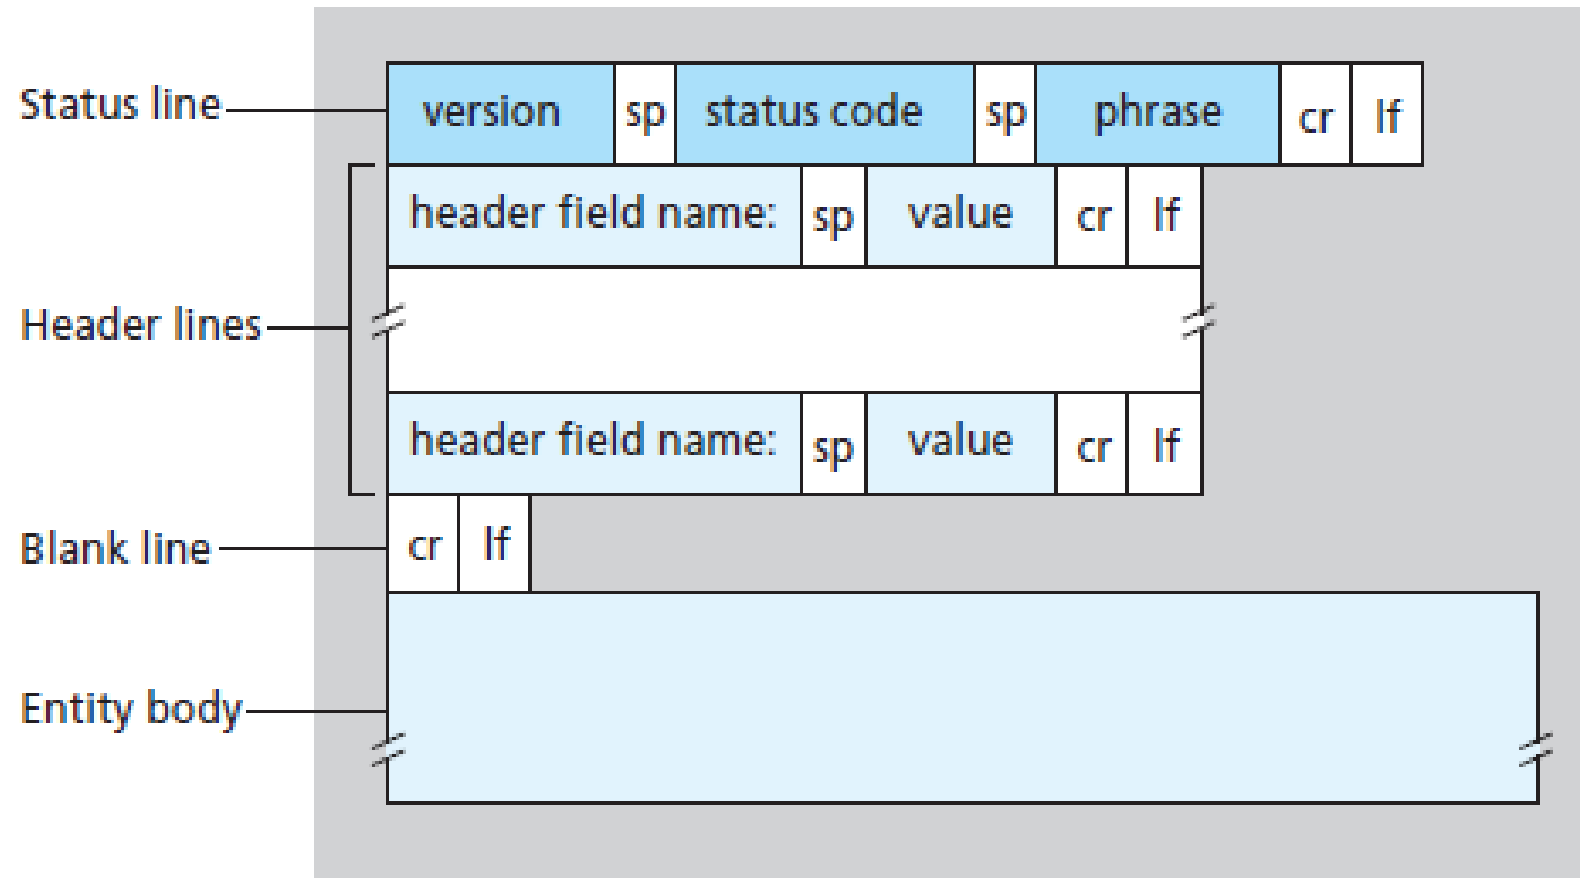 Status line version sp status code sp phrase cr lf
header field name: sp value cr lf
Header lines
header field name: sp value cr lf
Blank line cr lf
Entity body